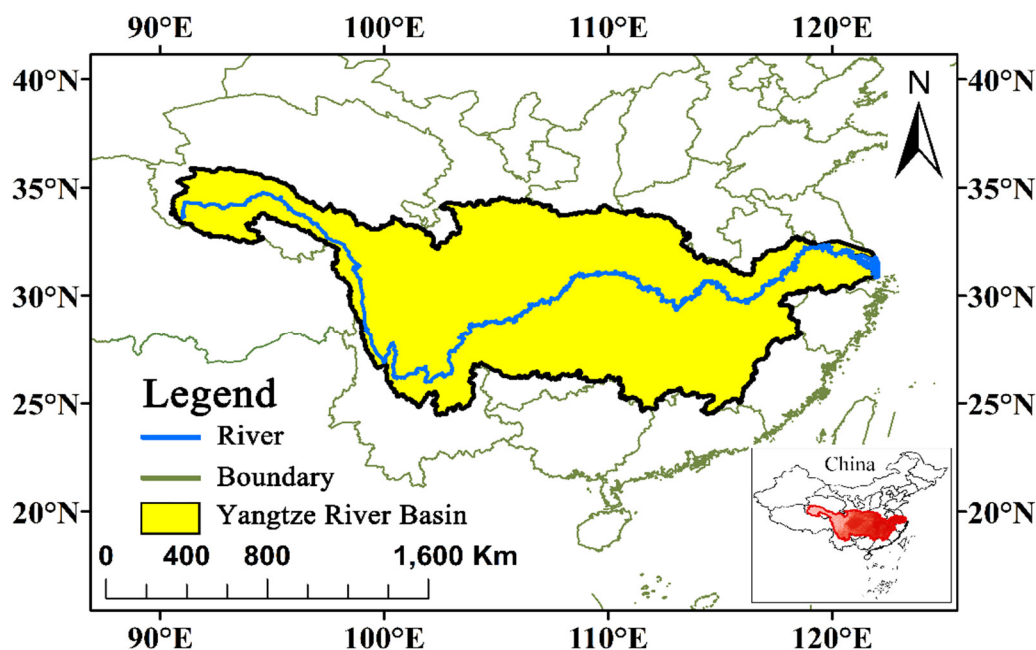 90°E 100°E 110°E 120°E
40°N 40°N
N
35°N 35°N
30°N 30°N
25°N 25°N
Legend
River
Boundary
Yangtze River Basin
China
20°N 20°N
0 400 800 1,600 Km
90°E 100°E 110°E 120°E